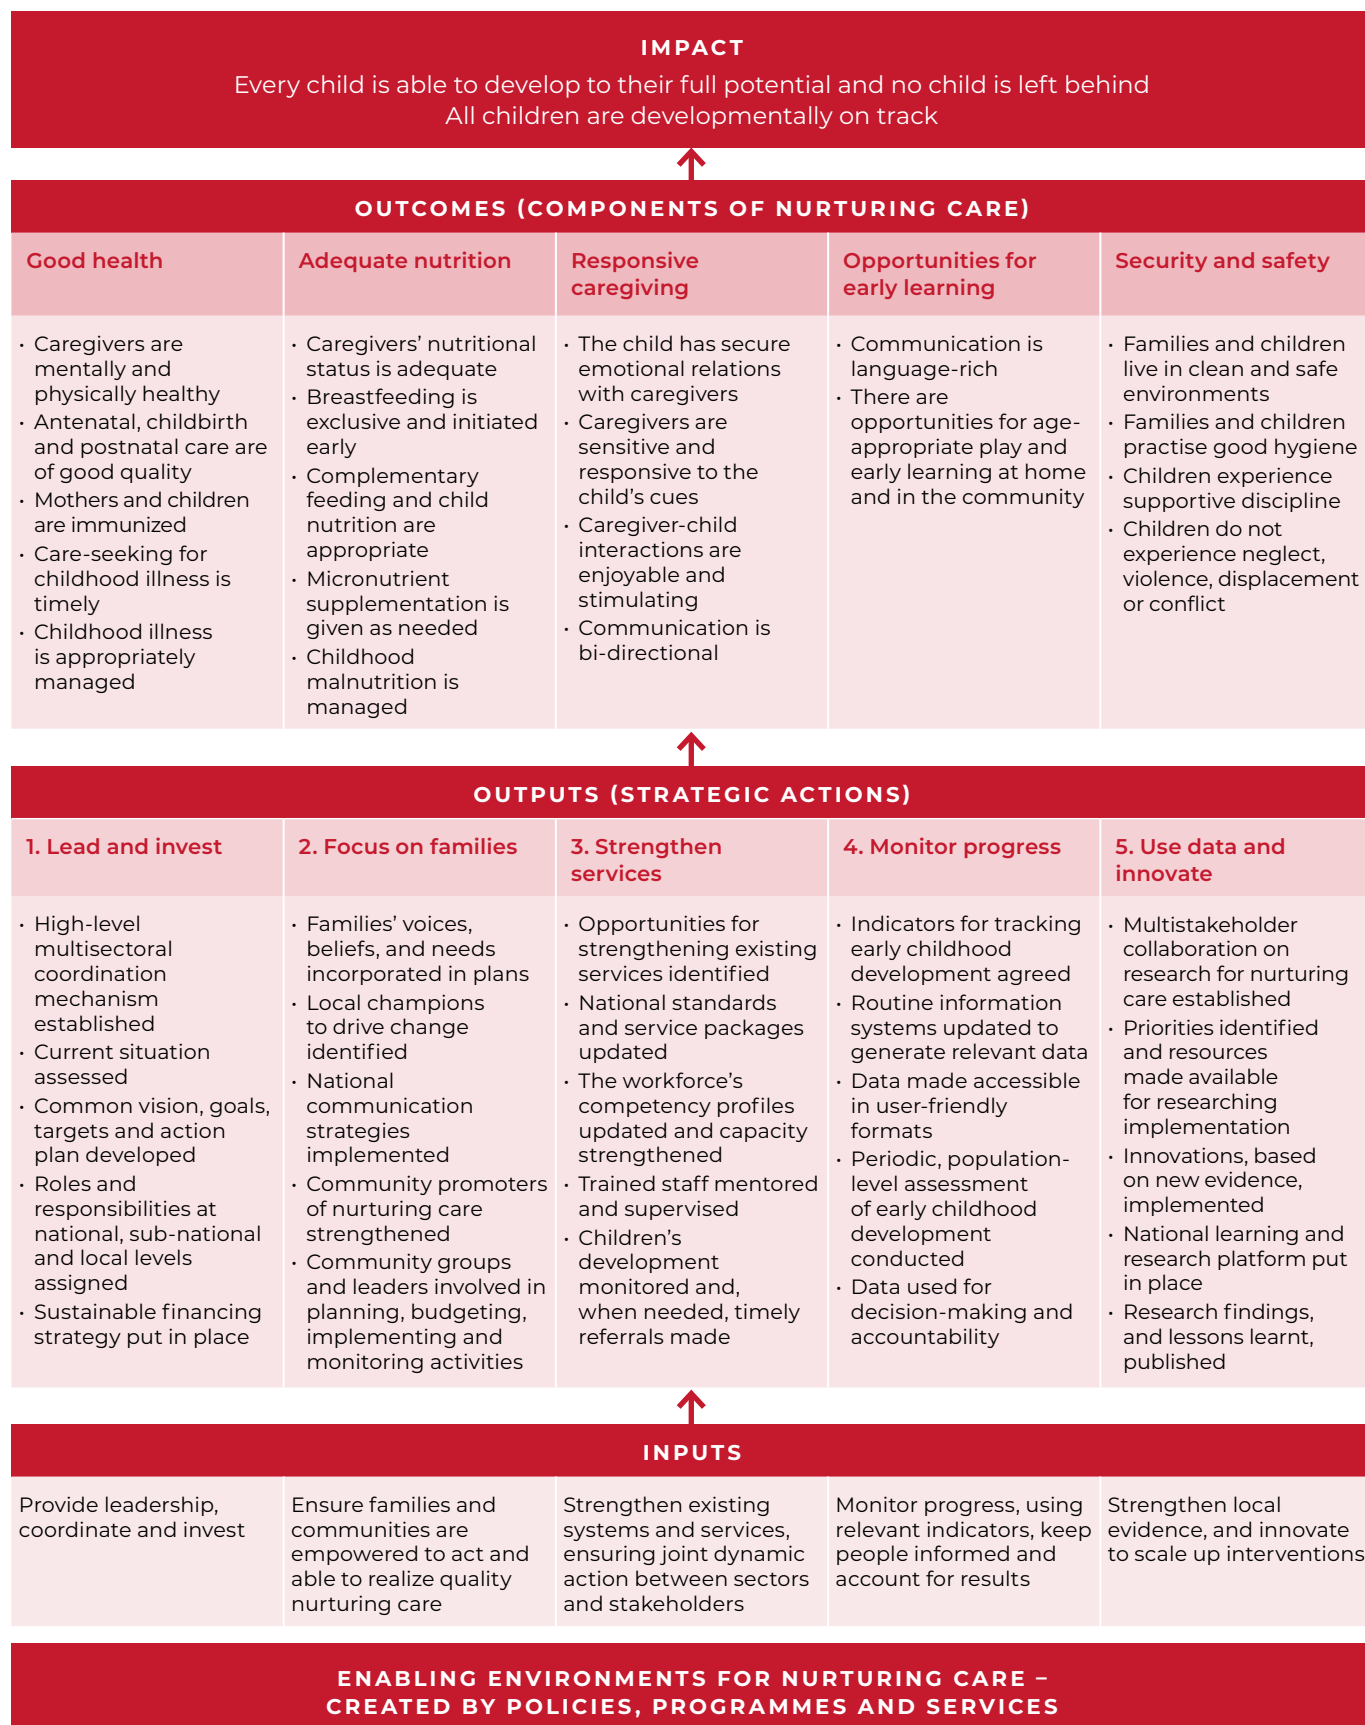 IMPACT
Every child is able to develop to their full potential and no child is left behind
All children are developmentally on track
OUTCOMES (COMPONENTS OF NURTURING CARE)
Good health
• Caregivers are
mentally and
physically healthy
• Antenatal, childbirth
and postnatal care are
of good quality
• Mothers and children
are immunized
• Care-seeking for
childhood illness is
timely
• Childhood illness
is appropriately
managed
Adequate nutrition
• Caregivers’ nutritional
status is adequate
• Breastfeeding is
exclusive and initiated
early
• Complementary
feeding and child
nutrition are
appropriate
• Micronutrient
supplementation is
given as needed
• Childhood
malnutrition is
managed
Responsive
caregiving
• The child has secure
emotional relations
with caregivers
• Caregivers are
sensitive and
responsive to the
child’s cues
• Caregiver-child
interactions are
enjoyable and
stimulating
• Communication is
bi-directional
Opportunities for
early learning
• Communication is
language-rich
• There are
opportunities for age-
appropriate play and
early learning at home
and in the community
Security and safety
• Families and children
live in clean and safe
environments
• Families and children
practise good hygiene
• Children experience
supportive discipline
• Children do not
experience neglect,
violence, displacement
or conflict
OUTPUTS (STRATEGIC ACTIONS)
1. Lead and invest
• High-level
multisectoral
coordination
mechanism
established
• Current situation
assessed
• Common vision, goals,
targets and action
plan developed
• Roles and
responsibilities at
national, sub-national
and local levels
assigned
• Sustainable financing
strategy put in place
2. Focus on families
• Families’ voices,
beliefs, and needs
incorporated in plans
• Local champions
to drive change
identified
• National
communication
strategies
implemented
• Community promoters
of nurturing care
strengthened
• Community groups
and leaders involved in
planning, budgeting,
implementing and
monitoring activities
3. Strengthen
services
• Opportunities for
strengthening existing
services identified
• National standards
and service packages
updated
• The workforce’s
competency profiles
updated and capacity
strengthened
• Trained staff mentored
and supervised
• Children’s
development
monitored and,
when needed, timely
referrals made
4. Monitor progress
• Indicators for tracking
early childhood
development agreed
• Routine information
systems updated to
generate relevant data
• Data made accessible
in user-friendly
formats
• Periodic, population-
level assessment
of early childhood
development
conducted
• Data used for
decision-making and
accountability
5. Use data and
innovate
• Multistakeholder
collaboration on
research for nurturing
care established
• Priorities identified
and resources
made available
for researching
implementation
• Innovations, based
on new evidence,
implemented
• National learning and
research platform put
in place
• Research findings,
and lessons learnt,
published
INPUTS
Provide leadership,
coordinate and invest
Ensure families and
communities are
empowered to act and
able to realize quality
nurturing care
Strengthen existing
systems and services,
ensuring joint dynamic
action between sectors
and stakeholders
Monitor progress, using
relevant indicators, keep
people informed and
account for results
Strengthen local
evidence, and innovate
to scale up interventions
ENABLING ENVIRONMENTS FOR NURTURING CARE –
CREATED BY POLICIES, PROGRAMMES AND SERVICES